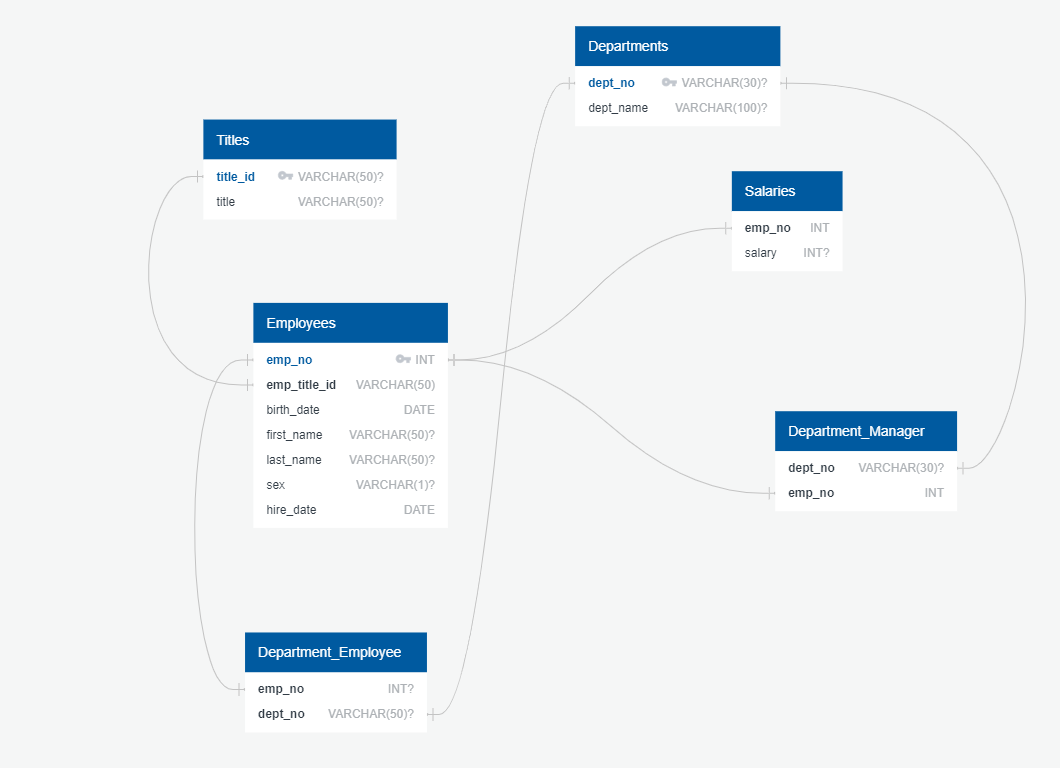 Departments
dept_no VARCHAR(30)?
dept_name VARCHAR(100)?
Titles
title_id VARCHAR(50)?
title VARCHAR(50)?
Salaries
emp_no INT
salary INT?
Employees
emp_no INT
emp_title_id VARCHAR(50)
birth_date DATE
first_name VARCHAR(50)?
last_name VARCHAR(50)?
sex VARCHAR(1)?
hire_date DATE
Department_Manager
dept_no VARCHAR(30)?
emp_no INT
Department_Employee
emp_no INT?
dept_no VARCHAR(50)?